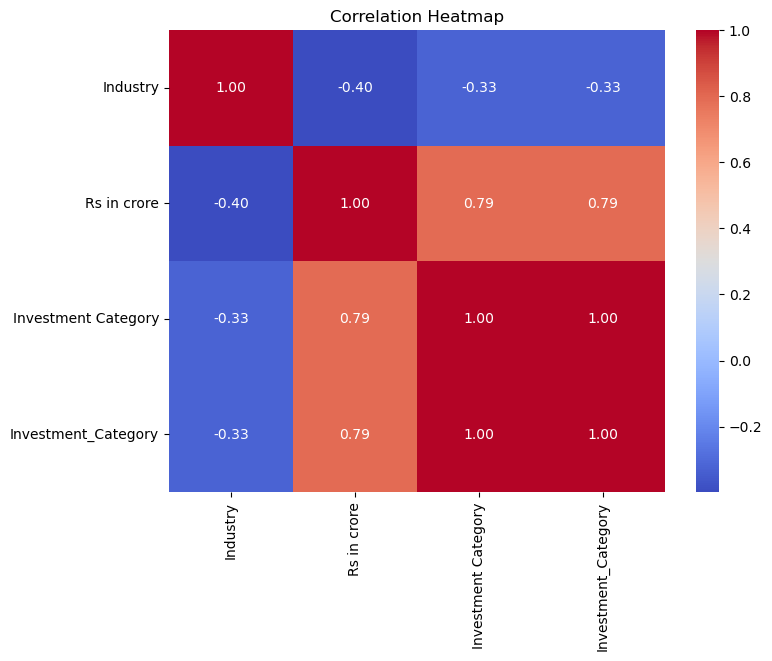 Correlation Heatmap
Industry 1.00 -0.40 -0.33 -0.33
Rs in crore -0.40 1.00 0.79 0.79
Investment Category -0.33 0.79 1.00 1.00
Investment_Category -0.33 0.79 1.00 1.00
Industry
Rs in crore
Investment Category
Investment_Category
1.0
0.8
0.6
0.4
0.2
0.0
−0.2